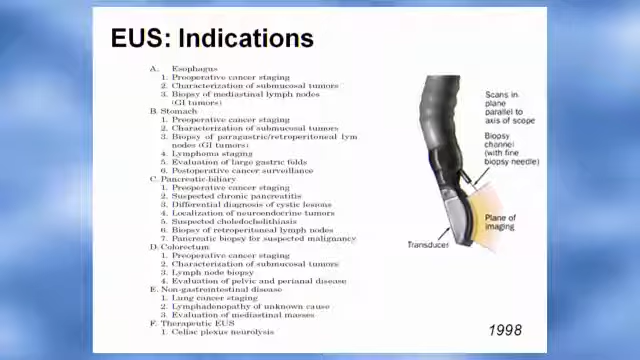 EUS: Indications
A. Esophagus
1. Preoperative cancer staging
2. Characterization of submucosal tumors
3. Biopsy of mediastinal lymph nodes
(GI tumors)
B. Stomach
1. Preoperative cancer staging
2. Characterization of submucosal tumors
3. Biopsy of paragastric/retroperitoneal lym
nodes (GI tumors)
4. Lymphoma staging
5. Evaluation of large gastric folds
6. Postoperative cancer surveillance
C. Pancreatic-biliary
1. Preoperative cancer staging
2. Suspected chronic pancreatitis
3. Differential diagnosis of cystic lesions
4. Localization of neuroendocrine tumors
5. Suspected choledocholithiasis
6. Biopsy of retroperitoneal lymph nodes
7. Pancreatic biopsy for suspected malignancy
D. Colorectum
1. Preoperative cancer staging
2. Characterization of submucosal tumors
3. Lymph node biopsy
4. Evaluation of pelvic and perianal disease
E. Non-gastrointestinal disease
1. Lung cancer staging
2. Lymphadenopathy of unknown cause
3. Evaluation of mediastinal masses
F. Therapeutic EUS
1. Celiac plexus neurolysis
Scans in
plane
parallel to
axis of scope
Biopsy
channel
(with fine
biopsy needle)
Plane of
imaging
Transducer
1998